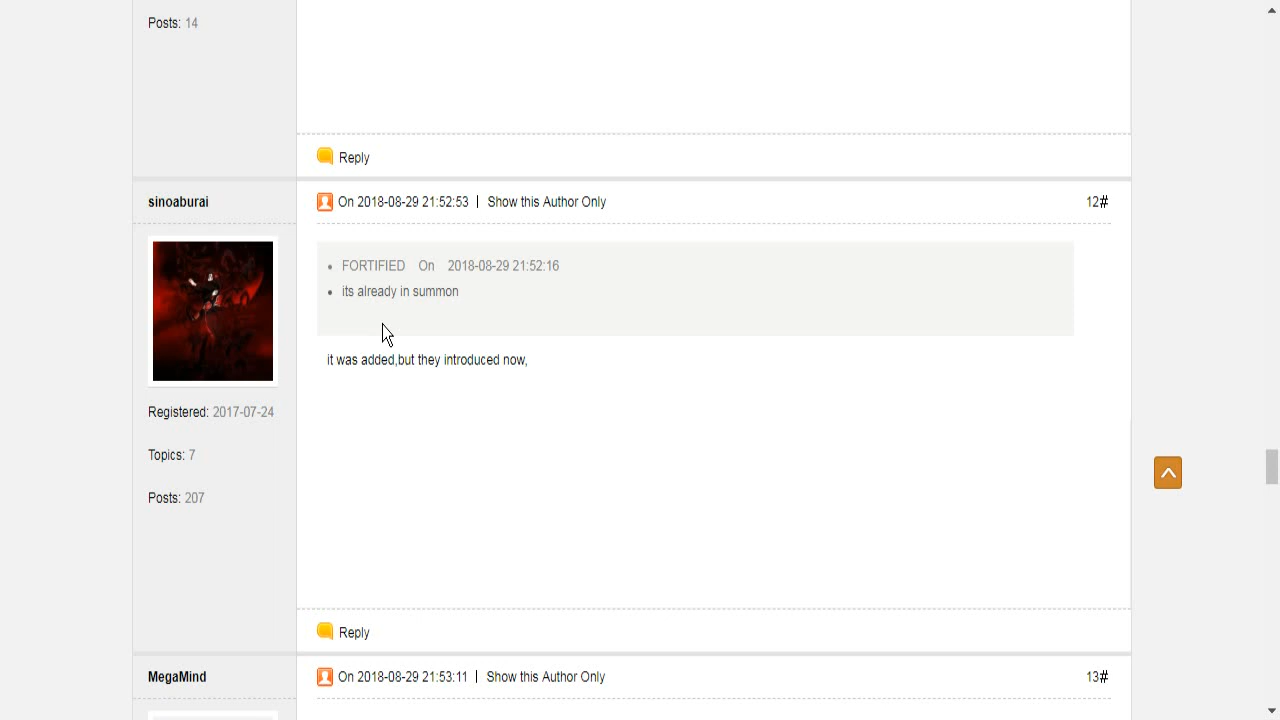 Posts: 14
Reply
sinoaburai
On 2018-08-29 21:52:53 | Show this Author Only
12#
FORTIFIED On 2018-08-29 21:52:16
its already in summon
it was added,but they introduced now,
Registered: 2017-07-24
Topics: 7
Posts: 207
Reply
MegaMind
On 2018-08-29 21:53:11 | Show this Author Only
13#